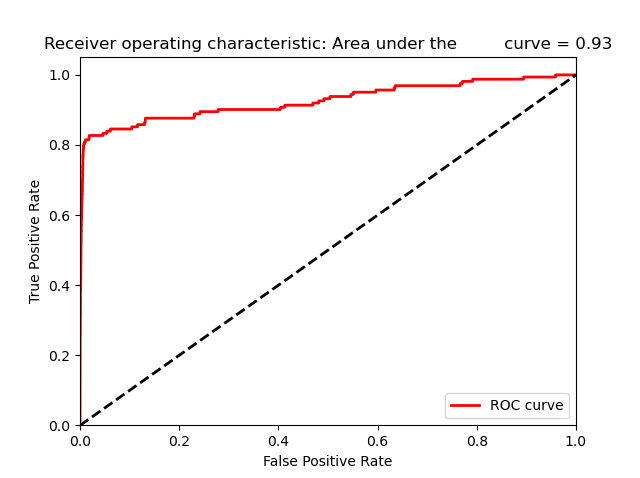 Receiver operating characteristic: Area under the curve = 0.93
1.0
0.8
0.6
0.4
0.2
0.0
True Positive Rate
ROC curve
0.0 0.2 0.4 0.6 0.8 1.0
False Positive Rate